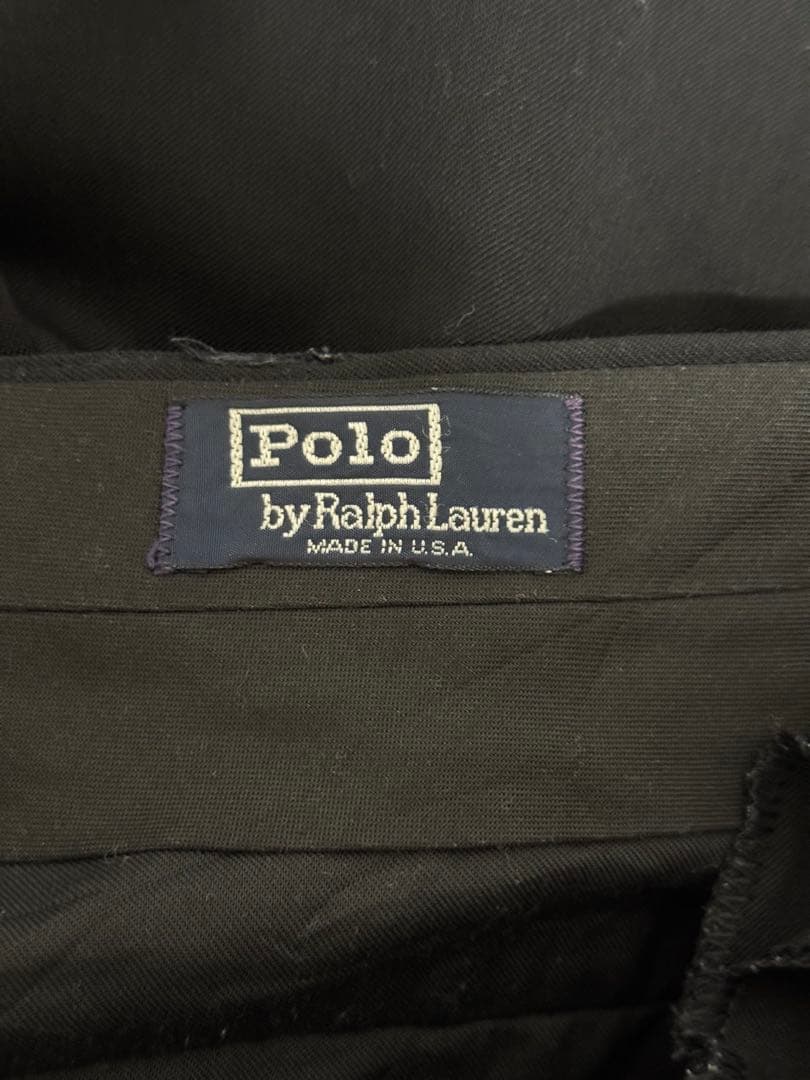 Polo
by Ralph Lauren
MADE IN U.S.A.